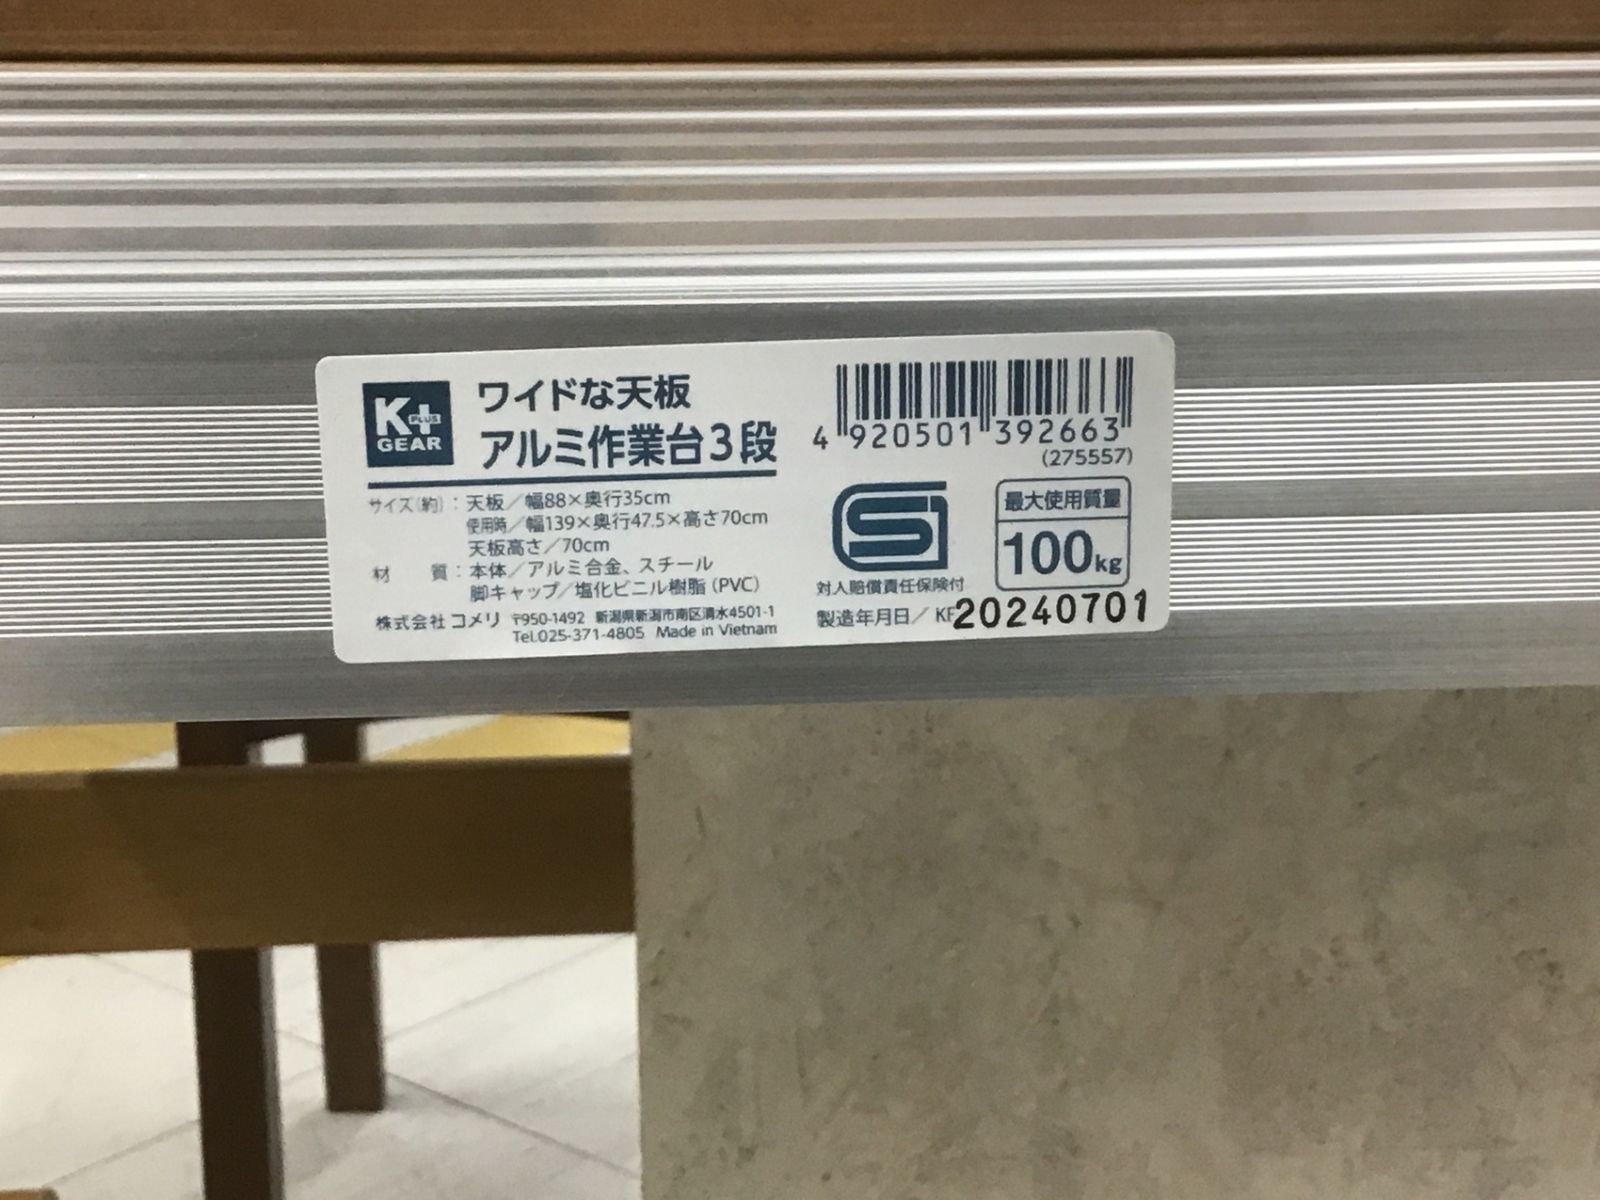 K+
PLUS
GEAR
ワイドな天板
アルミ作業台3段
サイズ(約):天板/幅88×奥行35cm
使用時/幅139×奥行47.5×高さ70cm
天板高さ/70cm
材 質:本体/アルミ合金、スチール
脚キャップ/塩化ビニル樹脂(PVC)
株式会社コメリ 〒950-1492 新潟県新潟市南区清水4501-1
Tel.025-371-4805 Made in Vietnam
4 920501 392663
(275557)
SG
対人賠償責任保険付
最大使用質量
100kg
製造年月日/KF20240701